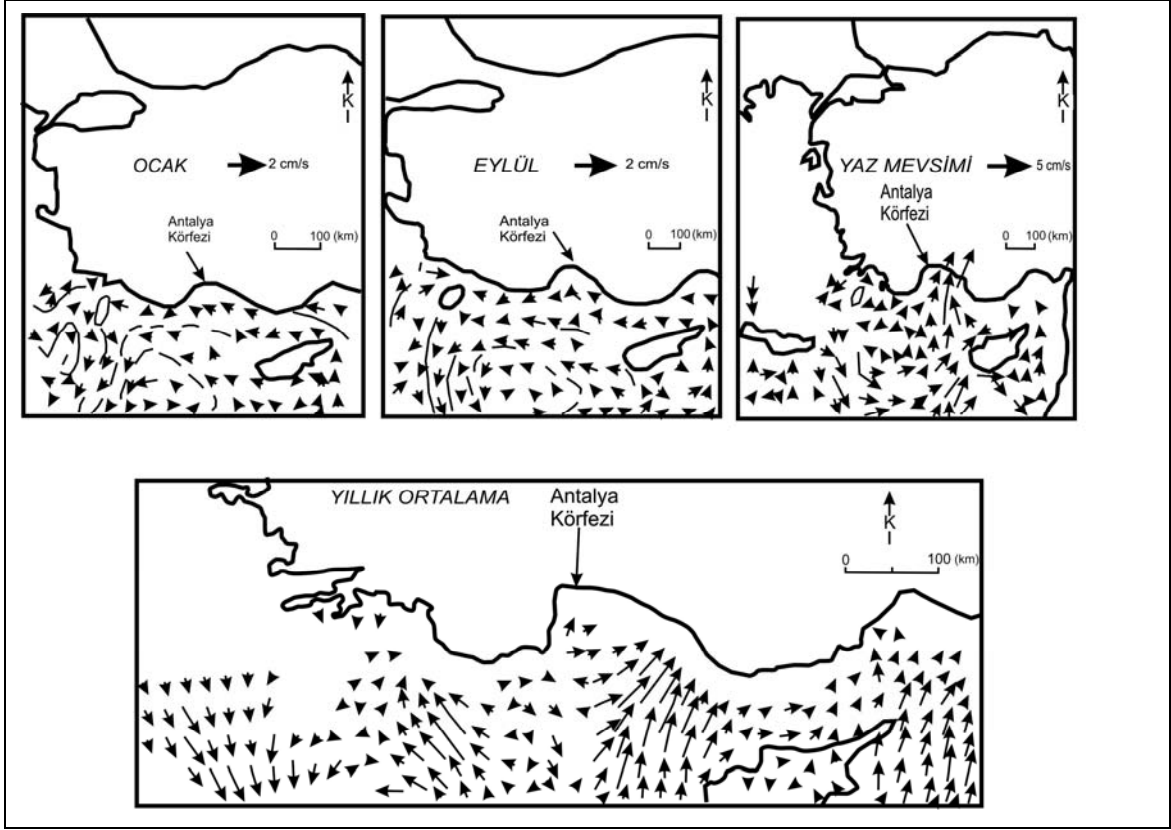 K
OCAK
2 cm/s
Antalya
Körfezi
0 100 (km)
K
EYLÜL
2 cm/s
Antalya
Körfezi
0 100 (km)
K
YAZ MEVSİMİ
5 cm/s
Antalya
Körfezi
0 100 (km)
YILLIK ORTALAMA
Antalya
Körfezi
K
0 100 (km)